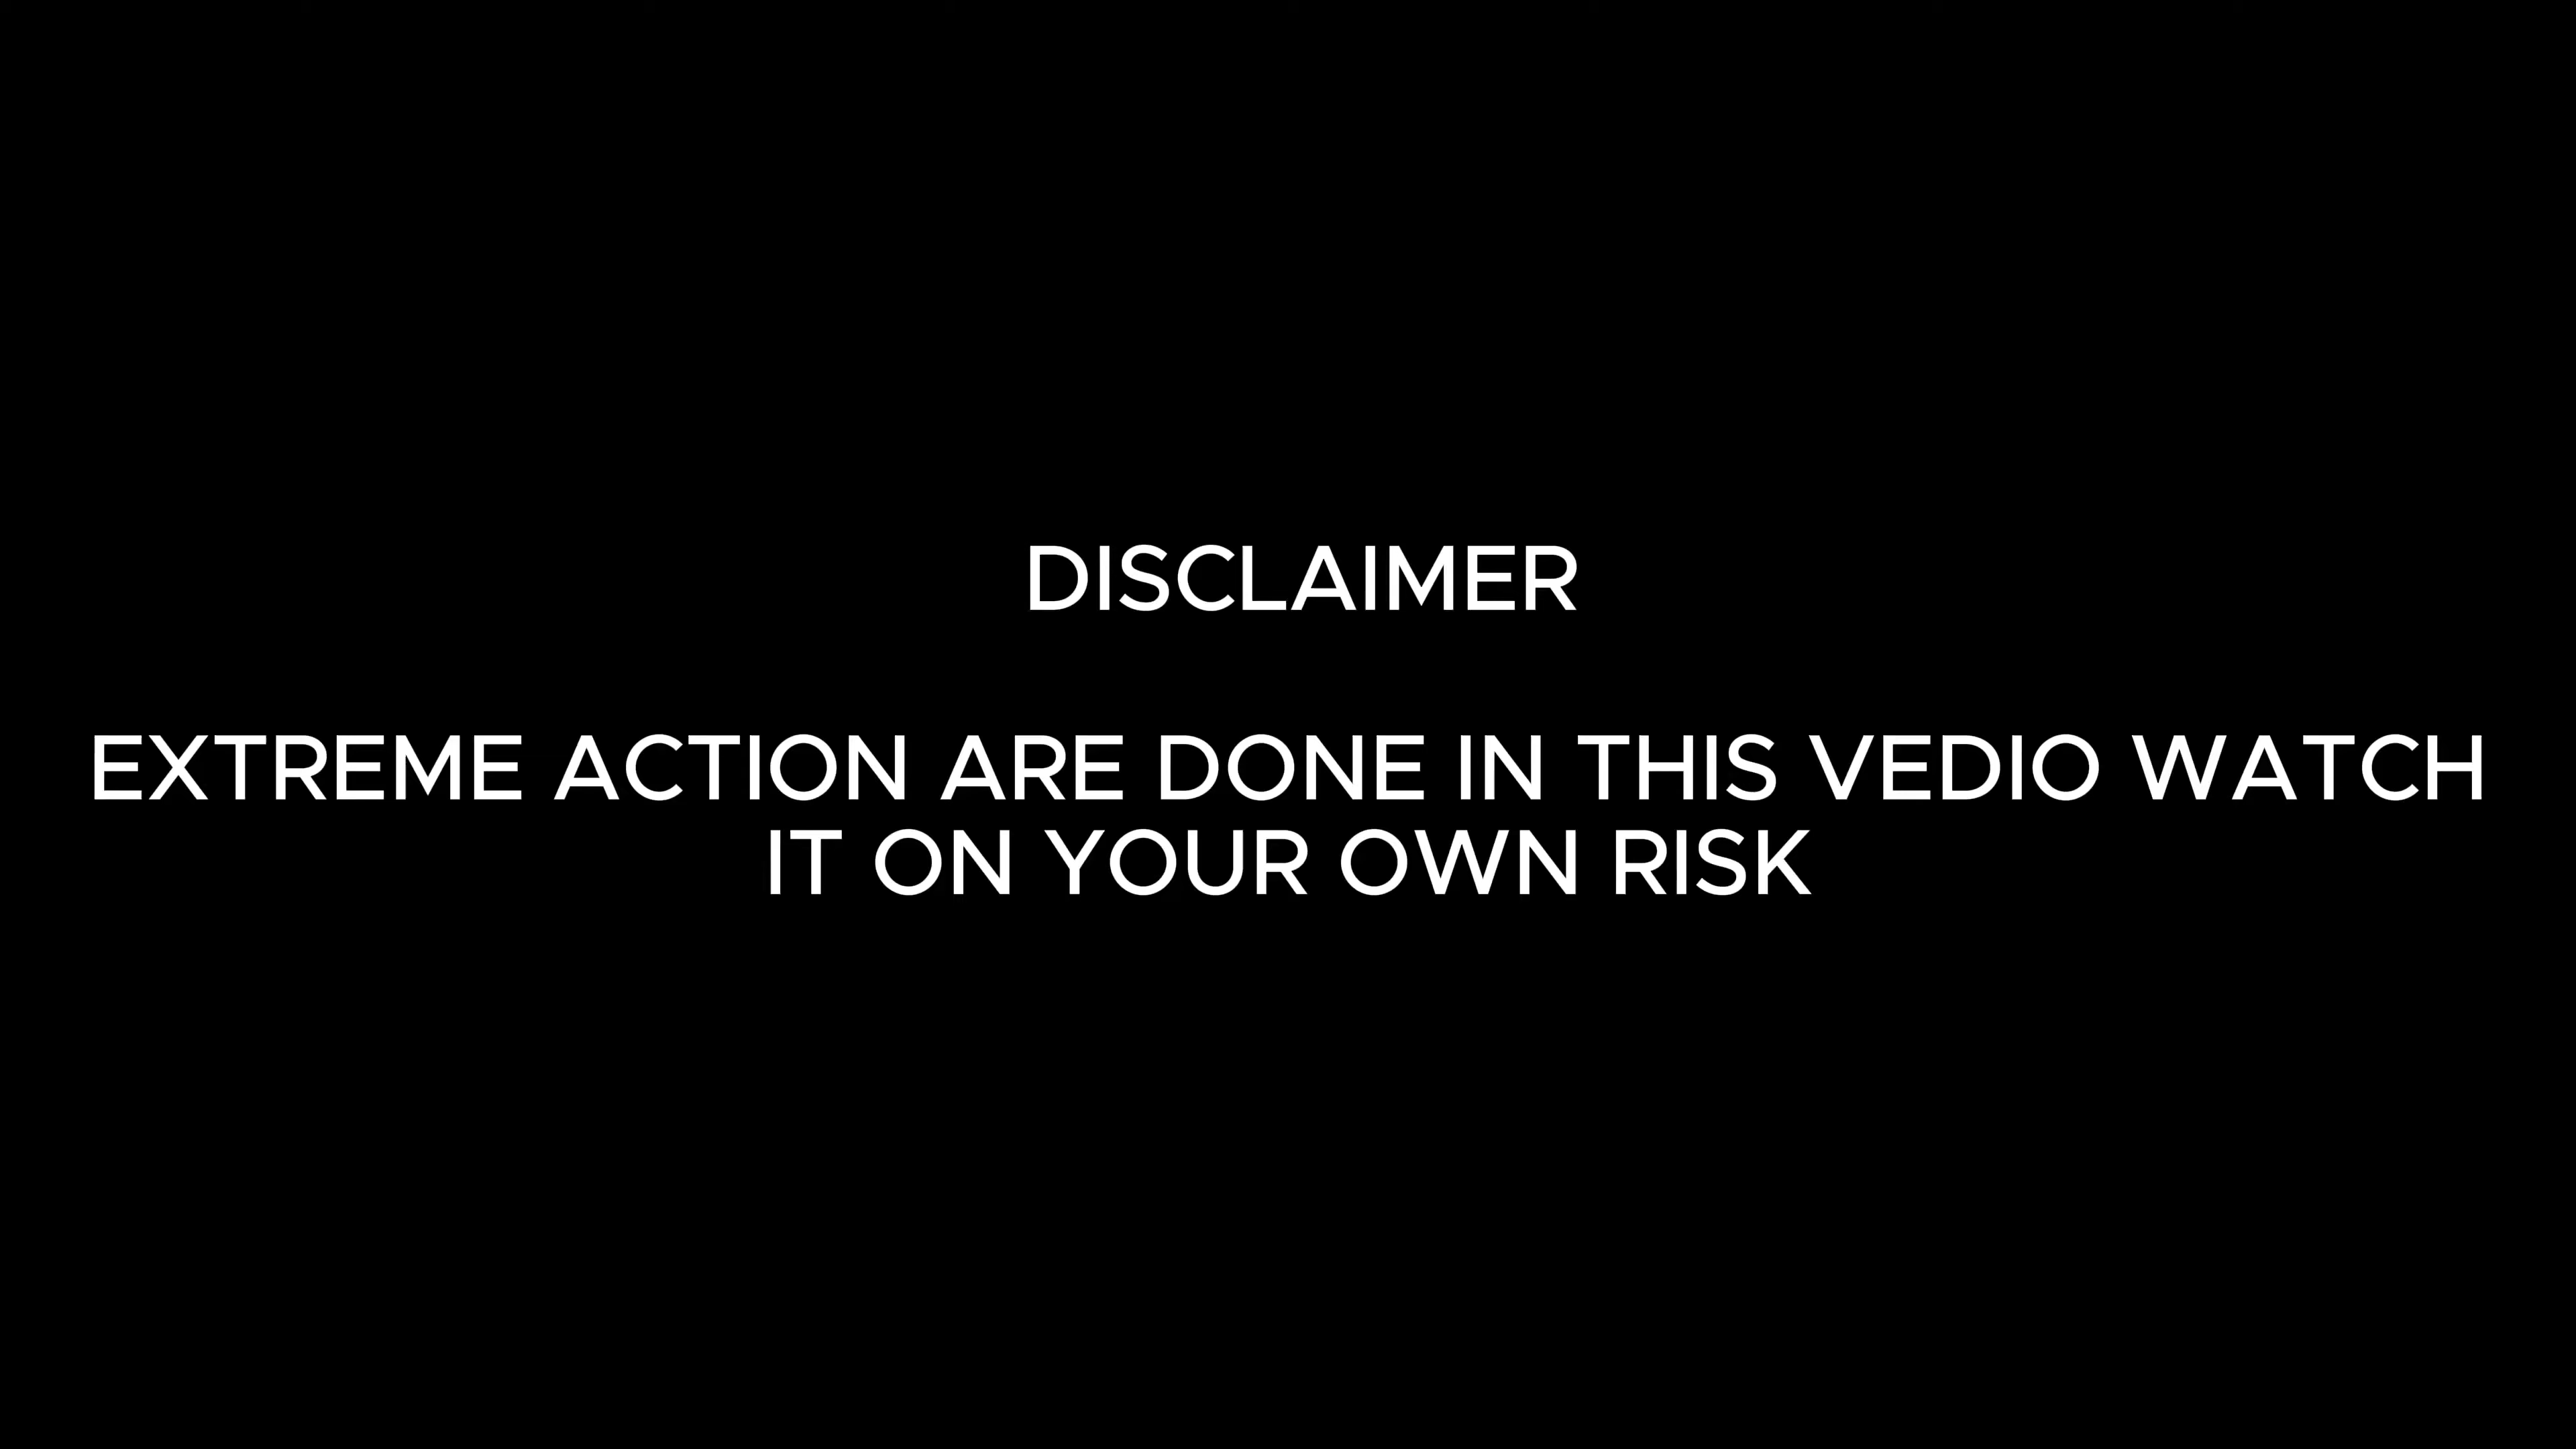 DISCLAIMER
EXTREME ACTION ARE DONE IN THIS VEDIO WATCH
IT ON YOUR OWN RISK